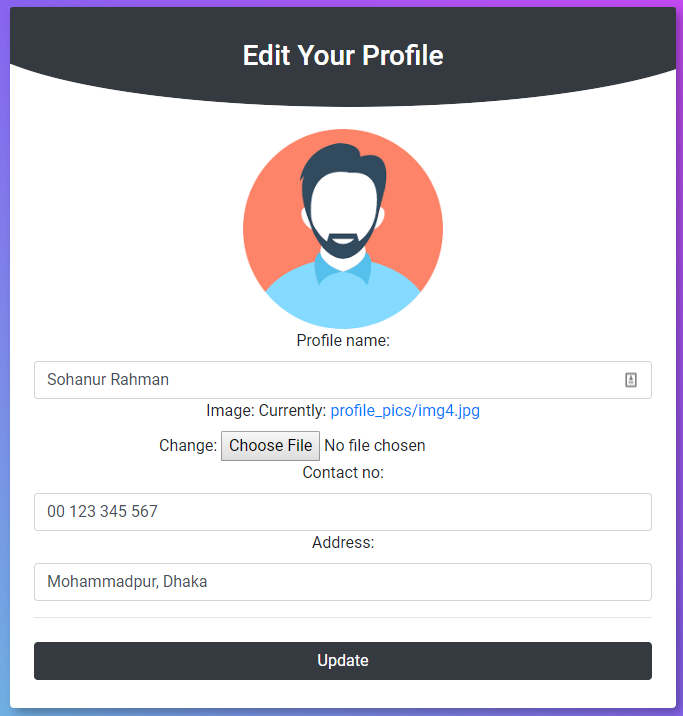 Edit Your Profile
Profile name:
Sohanur Rahman
Image: Currently: profile_pics/img4.jpg
Change: Choose File No file chosen
Contact no:
00 123 345 567
Address:
Mohammadpur, Dhaka
Update